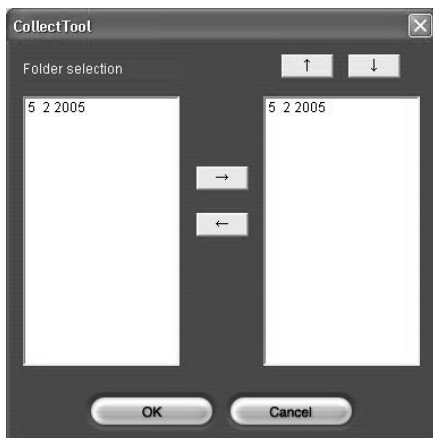 CollectTool
Folder selection
↑ ↓
5 2 2005
5 2 2005
→
←
OK
Cancel